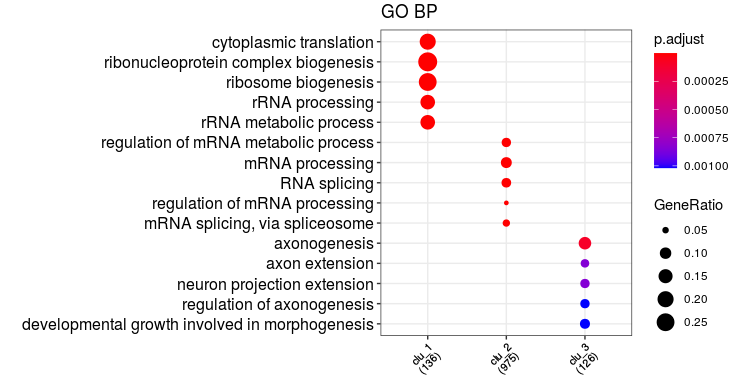 GO BP
cytoplasmic translation
ribonucleoprotein complex biogenesis
ribosome biogenesis
rRNA processing
rRNA metabolic process
regulation of mRNA metabolic process
mRNA processing
RNA splicing
regulation of mRNA processing
mRNA splicing, via spliceosome
axonogenesis
axon extension
neuron projection extension
regulation of axonogenesis
developmental growth involved in morphogenesis
clu_1
(136)
clu_2
(975)
clu_3
(126)
p.adjust
0.00025
0.00050
0.00075
0.00100
GeneRatio
0.05
0.10
0.15
0.20
0.25